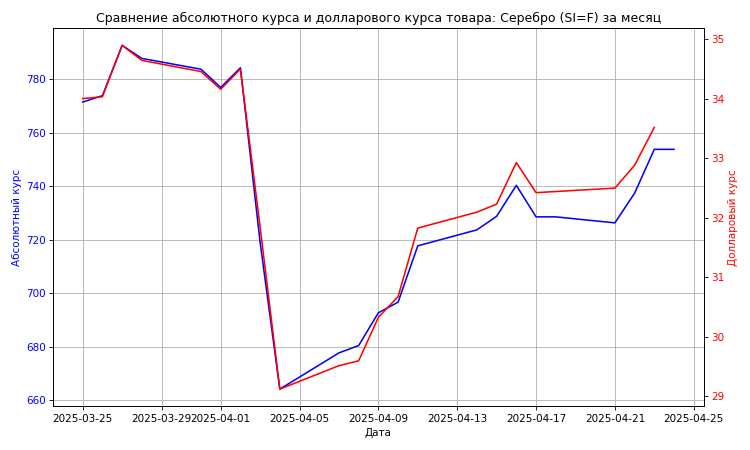 Сравнение абсолютного курса и долларового курса товара: Серебро (SI=F) за месяц
Абсолютный курс
780
760
740
720
700
680
660
35
34
33
32
31
30
29
Долларовый курс
2025-03-25 2025-03-29 2025-04-01 2025-04-05 2025-04-09 2025-04-13 2025-04-17 2025-04-21 2025-04-25
Дата